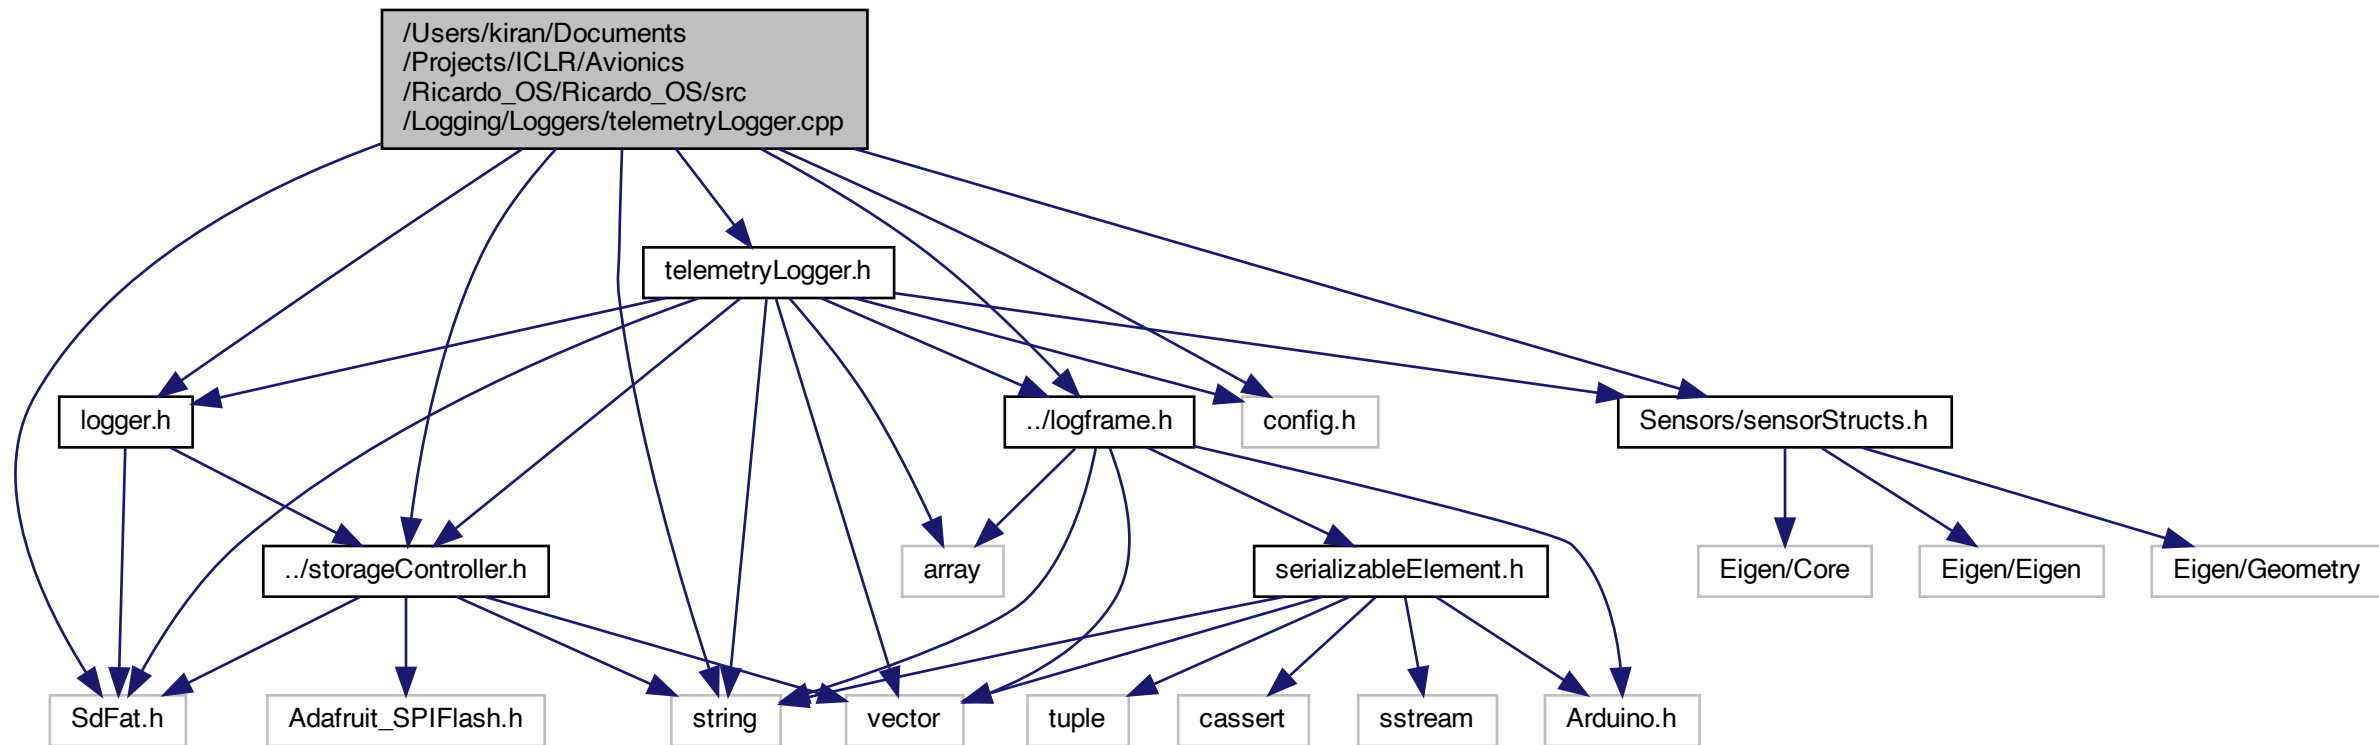 /Users/kiran/Documents
/Projects/ICLR/Avionics
/Ricardo_OS/Ricardo_OS/src
/Logging/Loggers/telemetryLogger.cpp
telemetryLogger.h
logger.h
../logframe.h
config.h
Sensors/sensorStructs.h
../storageController.h
array
serializableElement.h
Eigen/Core
Eigen/Eigen
Eigen/Geometry
SdFat.h
Adafruit_SPIFlash.h
string
vector
tuple
cassert
sstream
Arduino.h